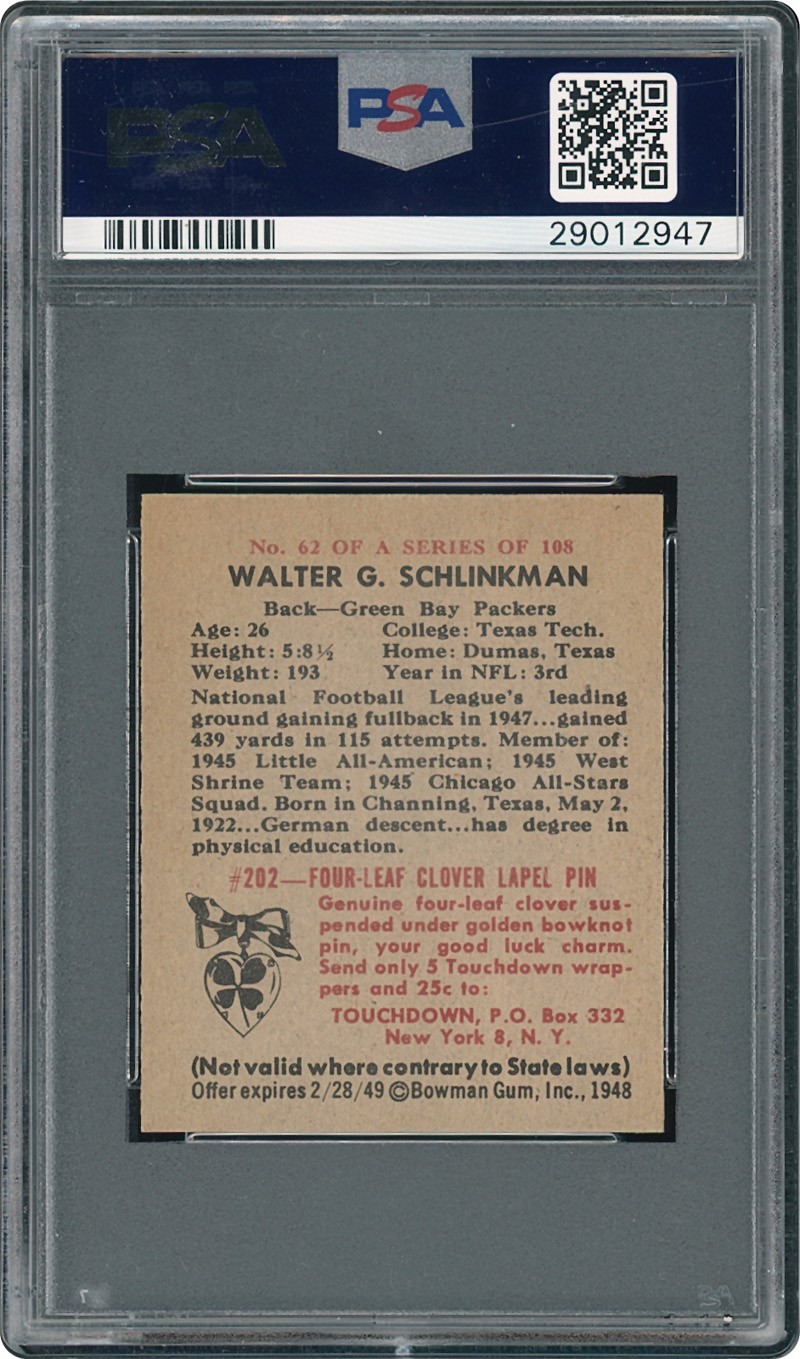 PSA
PSA
29012947
No. 62 OF A SERIES OF 108
WALTER G. SCHLINKMAN
Back—Green Bay Packers
Age: 26 College: Texas Tech.
Height: 5:8½ Home: Dumas, Texas
Weight: 193 Year in NFL: 3rd
National Football League's leading
ground gaining fullback in 1947...gained
439 yards in 115 attempts. Member of:
1945 Little All-American; 1945 West
Shrine Team; 1945 Chicago All-Stars
Squad. Born in Channing, Texas, May 2,
1922...German descent...has degree in
physical education.
#202—FOUR-LEAF CLOVER LAPEL PIN
Genuine four-leaf clover sus-
pended under golden bowknot
pin, your good luck charm.
Send only 5 Touchdown wrap-
pers and 25c to:
TOUCHDOWN, P.O. Box 332
New York 8, N. Y.
(Not valid where contrary to State laws)
Offer expires 2/28/49 ©Bowman Gum, Inc., 1948